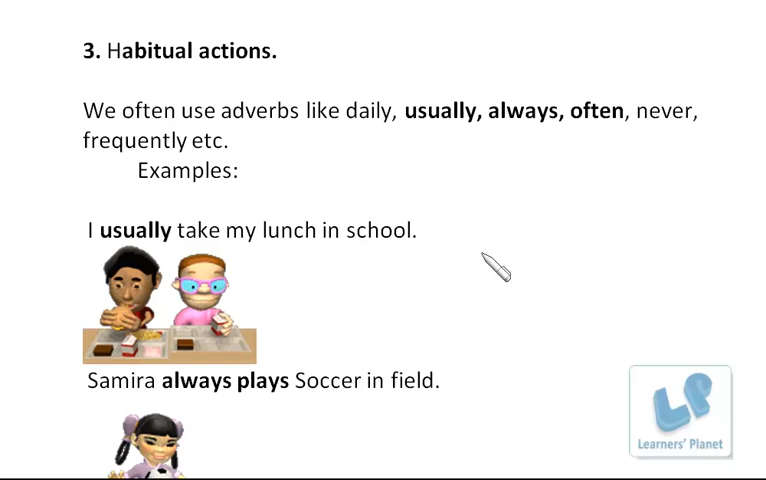 3. Habitual actions.
We often use adverbs like daily, usually, always, often, never,
frequently etc.
Examples:
I usually take my lunch in school.
Samira always plays Soccer in field.
LP
Learners' Planet